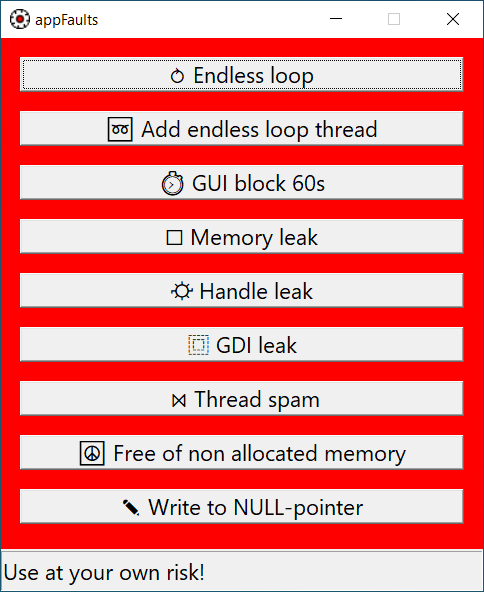 appFaults
Endless loop
Add endless loop thread
GUI block 60s
Memory leak
Handle leak
GDI leak
Thread spam
Free of non allocated memory
Write to NULL-pointer
Use at your own risk!